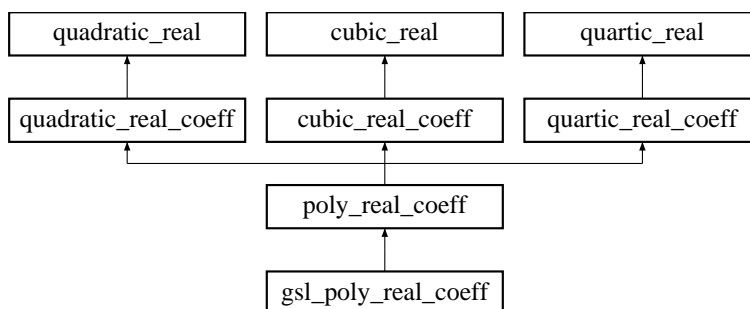 quadratic_real
cubic_real
quartic_real
quadratic_real_coeff
cubic_real_coeff
quartic_real_coeff
poly_real_coeff
gsl_poly_real_coeff